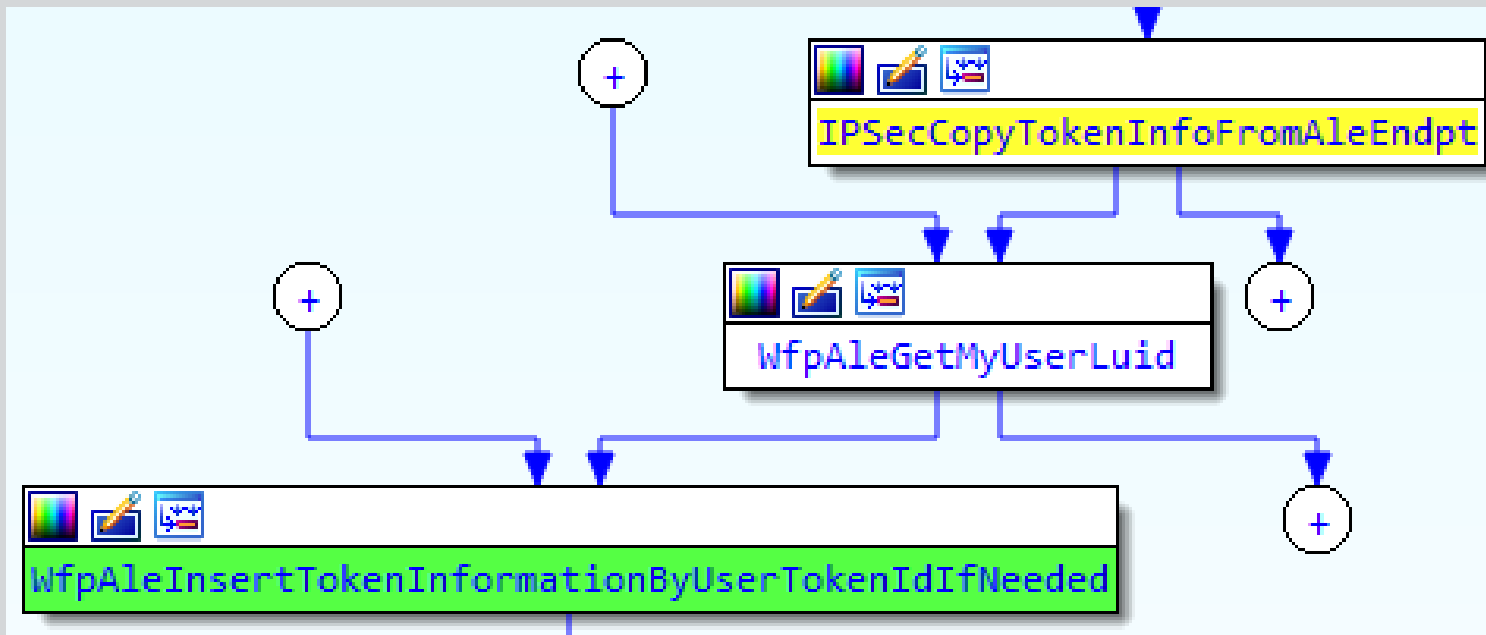 +
IPSecCopyTokenInfoFromAleEndpt
+
+
WfpAleGetMyUserLuid
+
WfpAleInsertTokenInformationByUserTokenIdIfNeeded